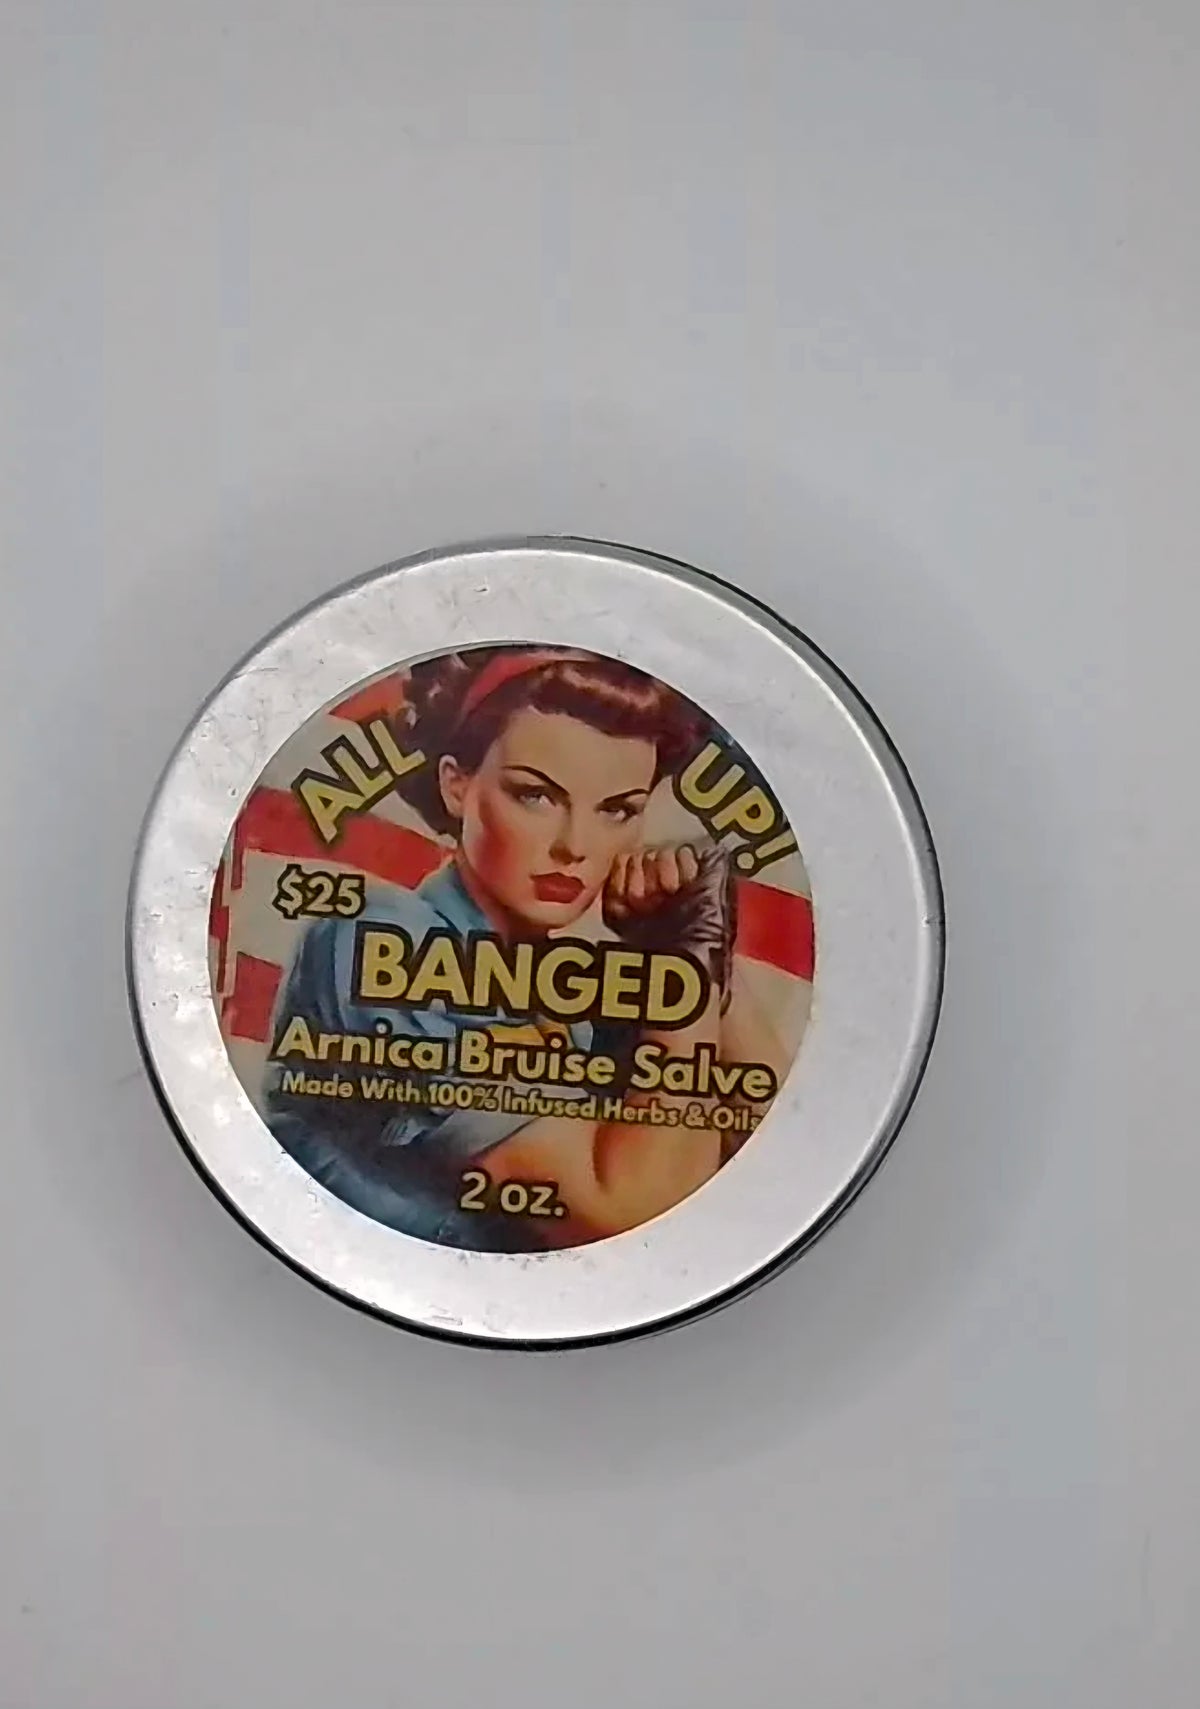 ALL UP!
$25
BANGED
Arnica Bruise Salve
Made With 100% Infused Herbs & Oils
2 oz.